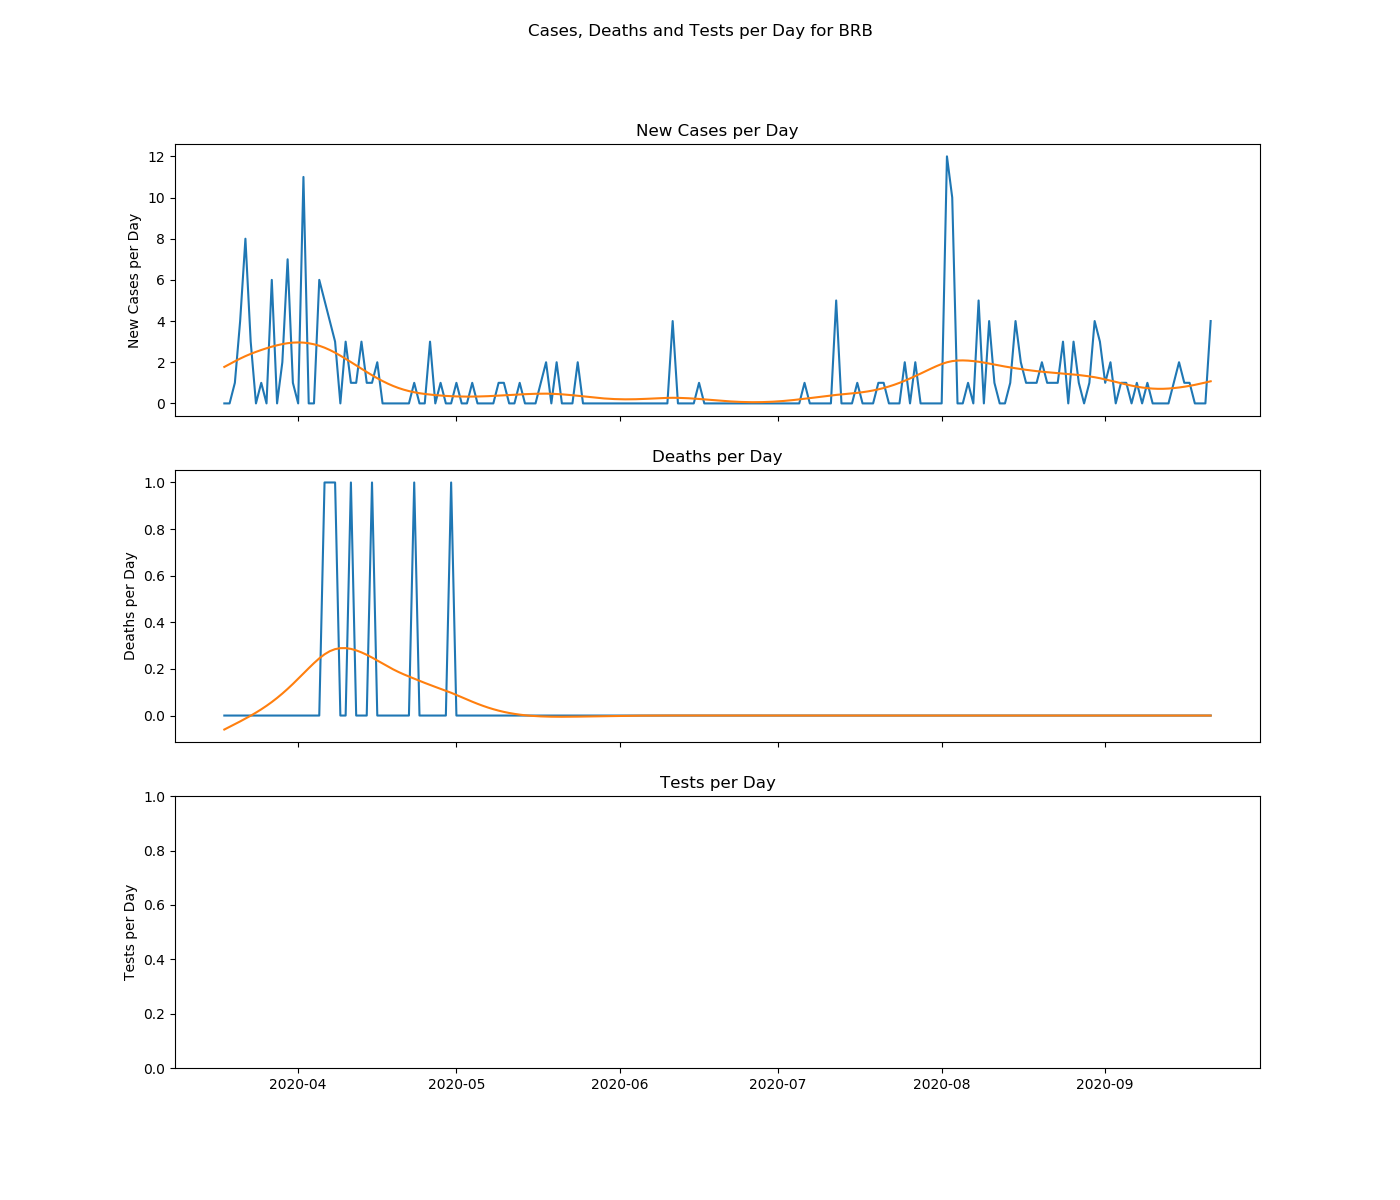 Cases, Deaths and Tests per Day for BRB
New Cases per Day
New Cases per Day
12
10
8
6
4
2
0
Deaths per Day
Deaths per Day
1.0
0.8
0.6
0.4
0.2
0.0
Tests per Day
Tests per Day
1.0
0.8
0.6
0.4
0.2
0.0
2020-04 2020-05 2020-06 2020-07 2020-08 2020-09